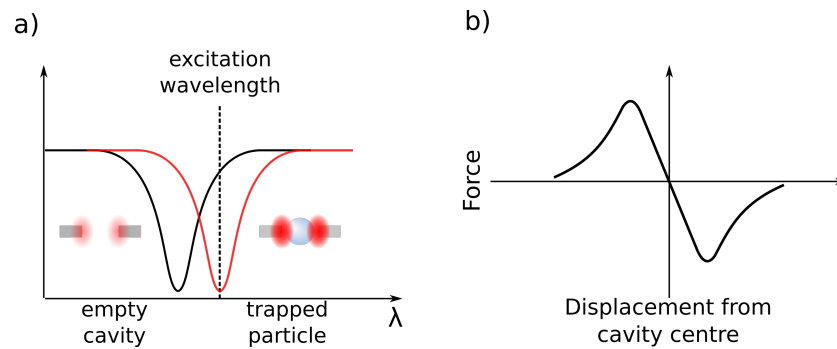 a)
excitation
wavelength
empty
cavity
trapped
particle
λ
b)
Force
Displacement from
cavity centre